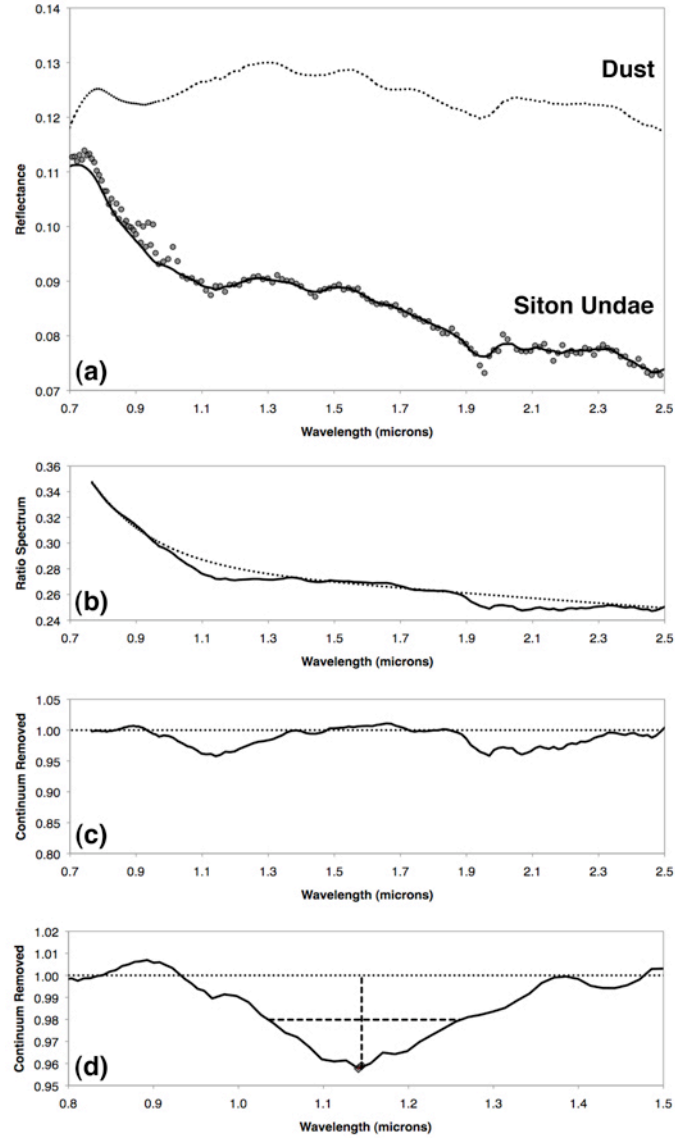 0.14
0.13
0.12
0.11
0.10
0.09
0.08
0.07
Reflectance
Dust
Siton Undae
(a)
0.7 0.9 1.1 1.3 1.5 1.7 1.9 2.1 2.3 2.5
Wavelength (microns)
0.36
0.34
0.32
0.30
0.28
0.26
0.24
Ratio Spectrum
(b)
0.7 0.9 1.1 1.3 1.5 1.7 1.9 2.1 2.3 2.5
Wavelength (microns)
1.05
1.00
0.95
0.90
0.85
0.80
Continuum Removed
(c)
0.7 0.9 1.1 1.3 1.5 1.7 1.9 2.1 2.3 2.5
Wavelength (microns)
1.02
1.01
1.00
0.99
0.98
0.97
0.96
0.95
Continuum Removed
(d)
0.8 0.9 1.0 1.1 1.2 1.3 1.4 1.5
Wavelength (microns)